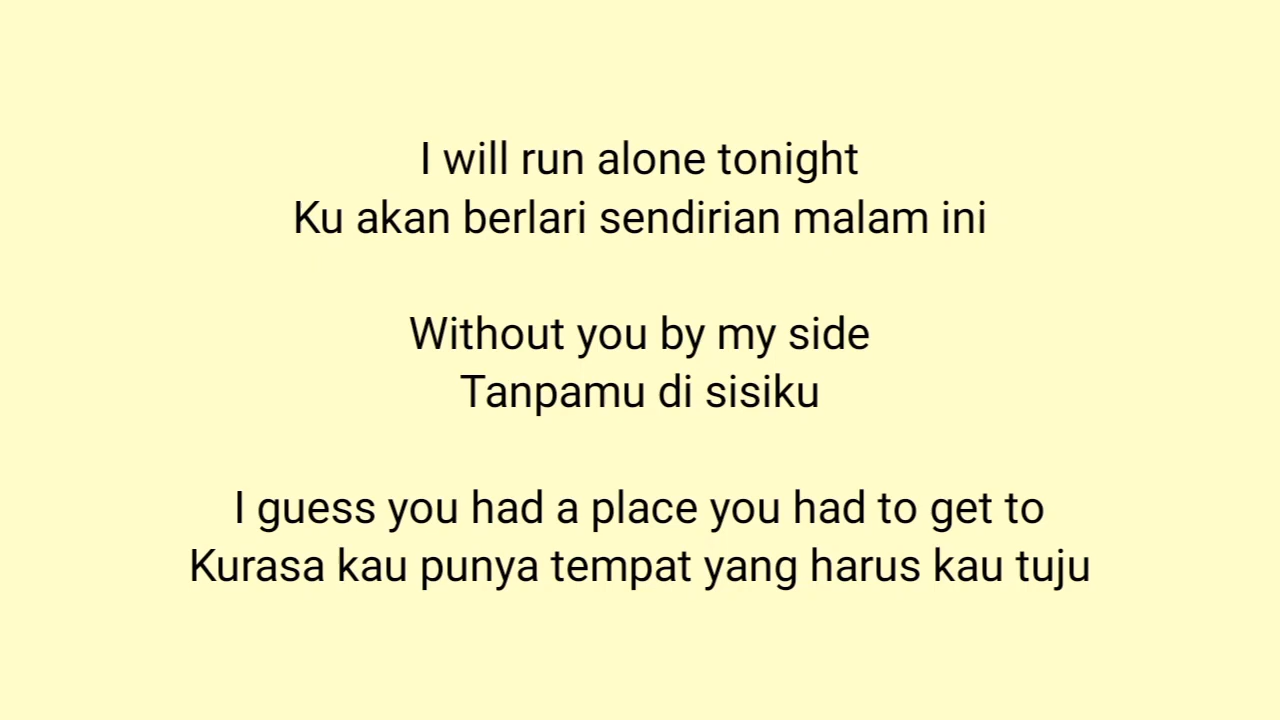 I will run alone tonight
Ku akan berlari sendirian malam ini
Without you by my side
Tanpamu di sisiku
I guess you had a place you had to get to
Kurasa kau punya tempat yang harus kau tuju